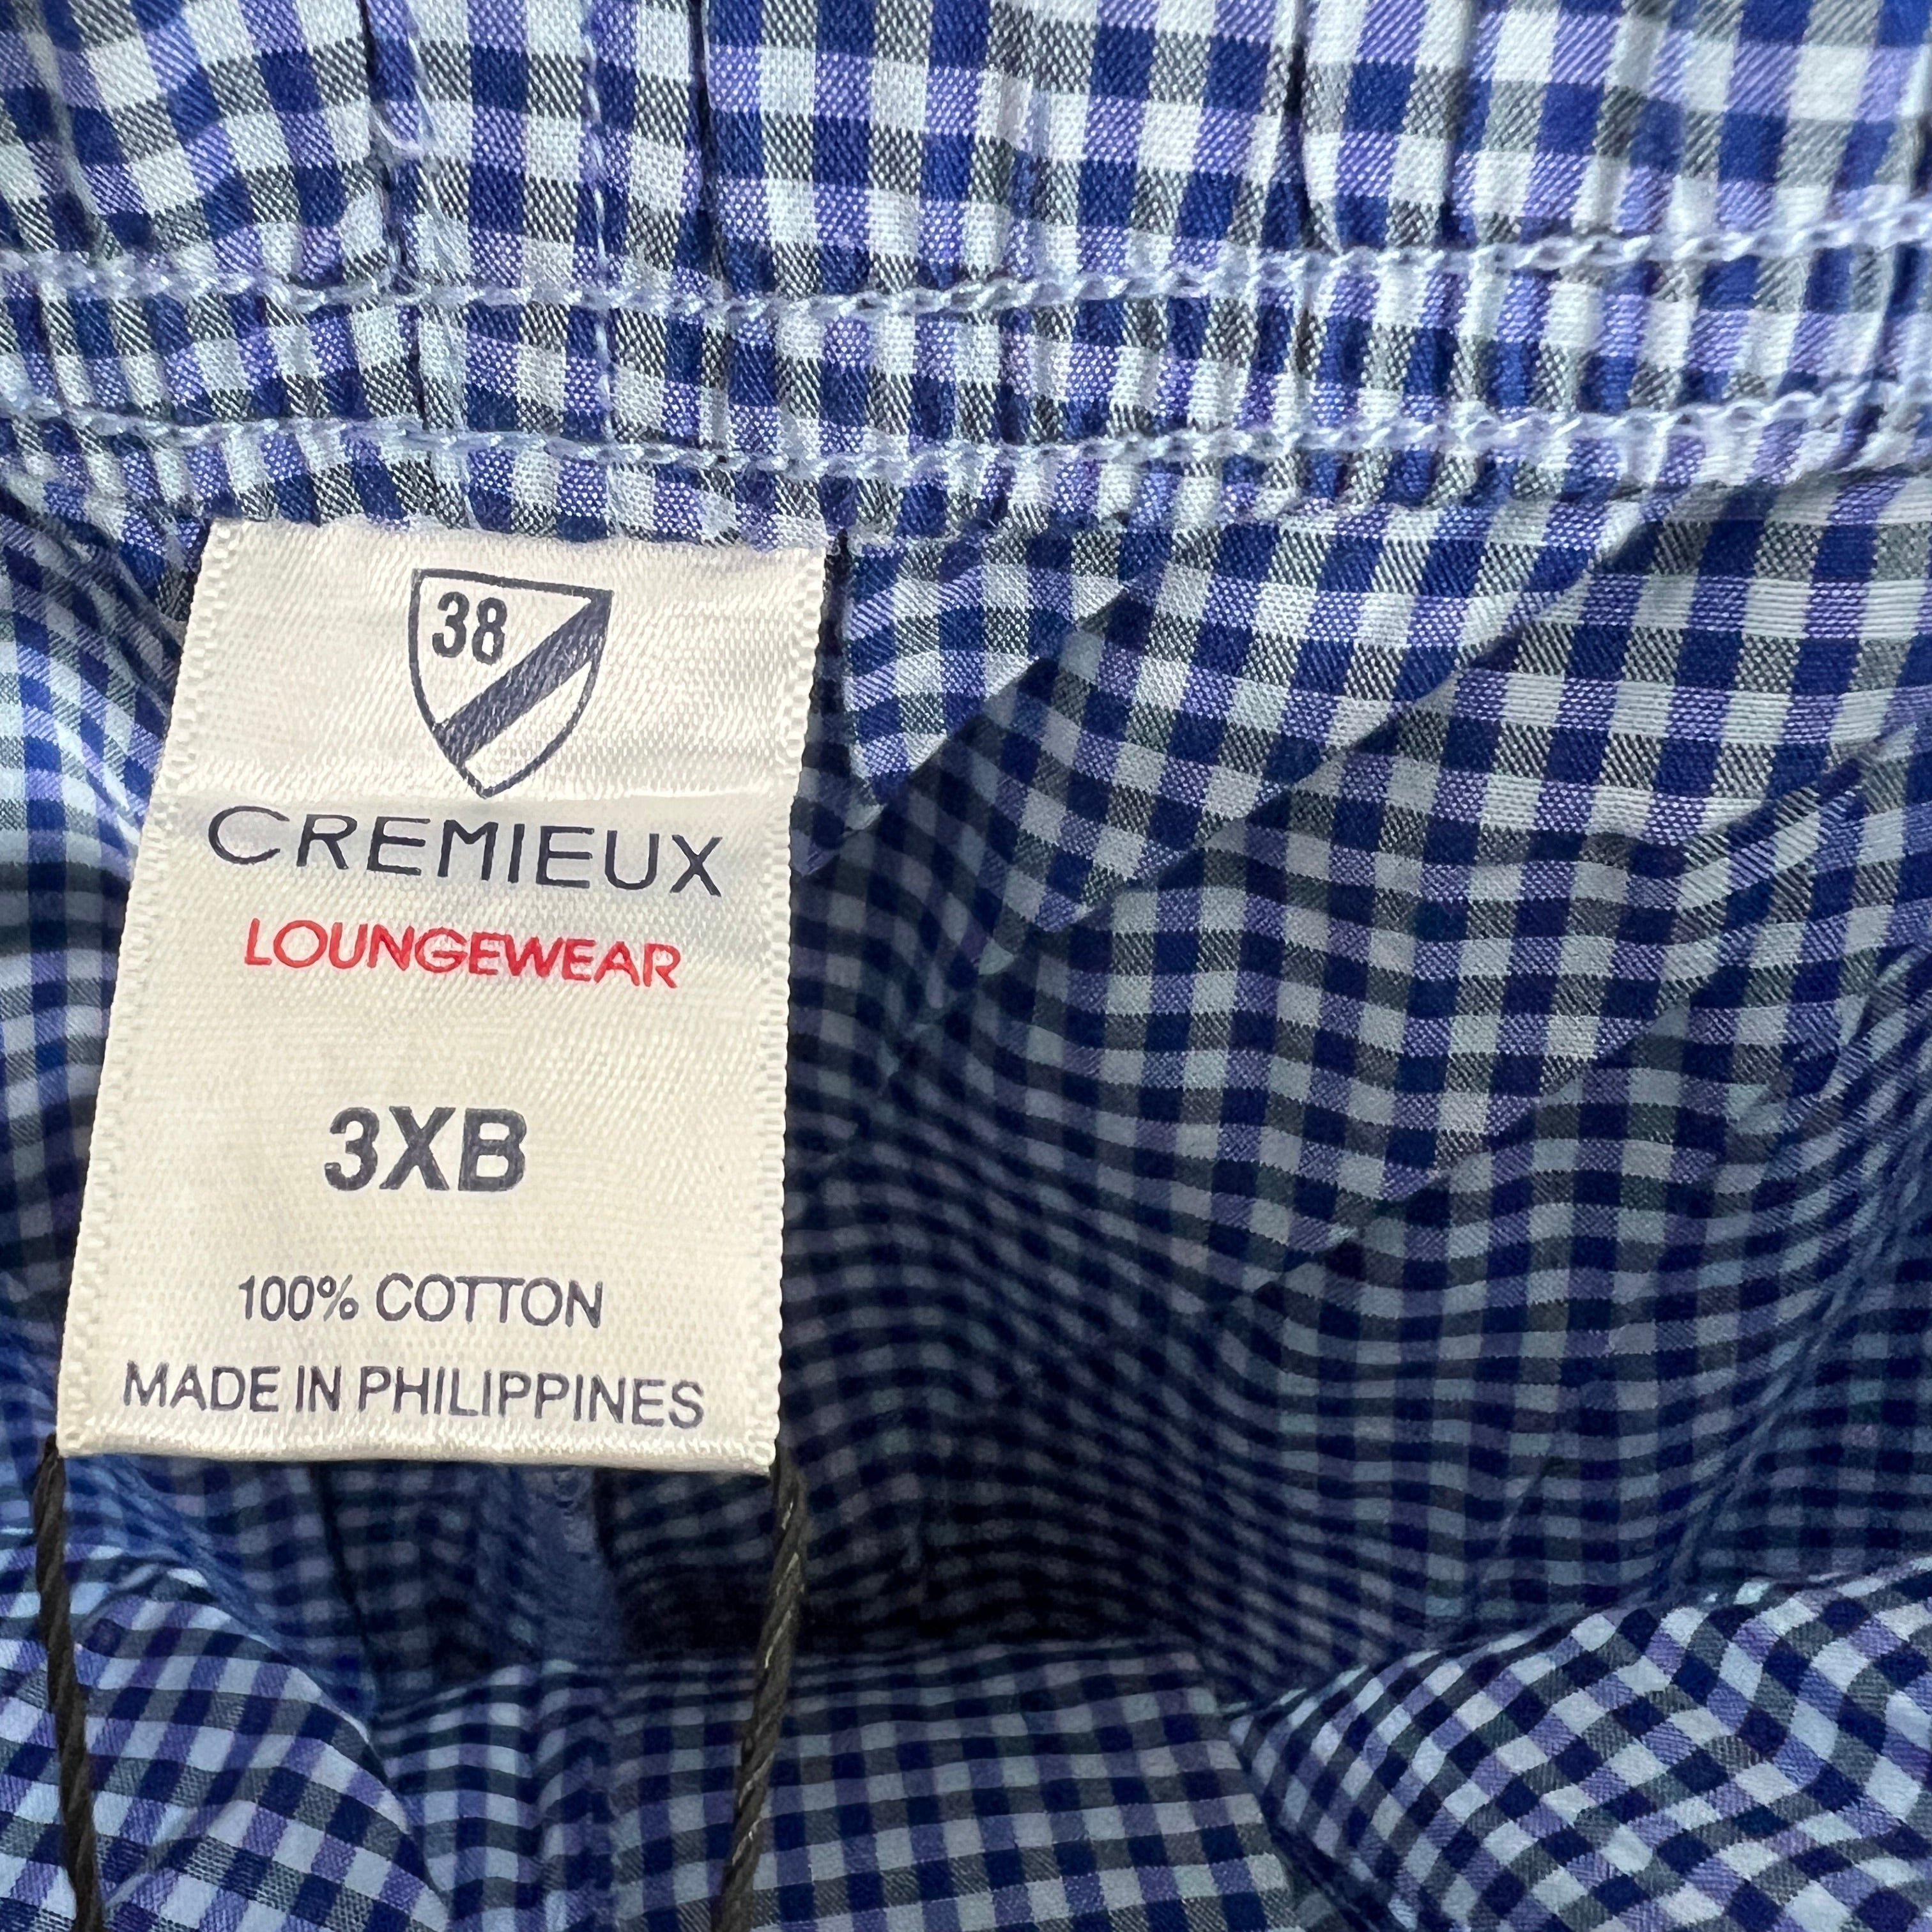 38
CREMIEUX
LOUNGEWEAR
3XB
100% COTTON
MADE IN PHILIPPINES